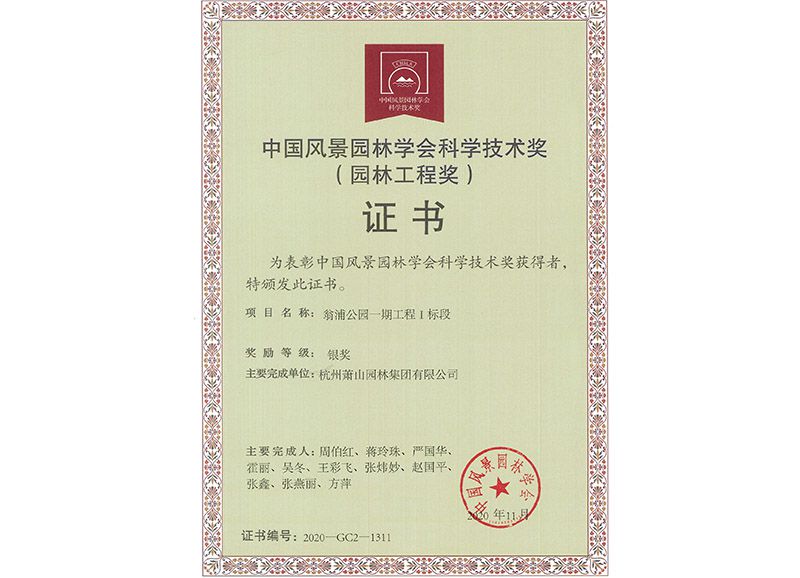 CHSLA
中国风景园林学会
科学技术奖
中国风景园林学会科学技术奖
（园林工程奖）
证书
为表彰中国风景园林学会科学技术奖获得者，
特颁发此证书。
项目名称：翁浦公园一期工程 I 标段
奖励等级：银奖
主要完成单位：杭州萧山园林集团有限公司
主要完成人：周伯红、蒋玲珠、严国华、
霍丽、吴冬、王彩飞、张炜妙、赵国平、
张鑫、张燕丽、方萍
中国风景园林学会
2020 年11月
证书编号：2020—GC2—1311